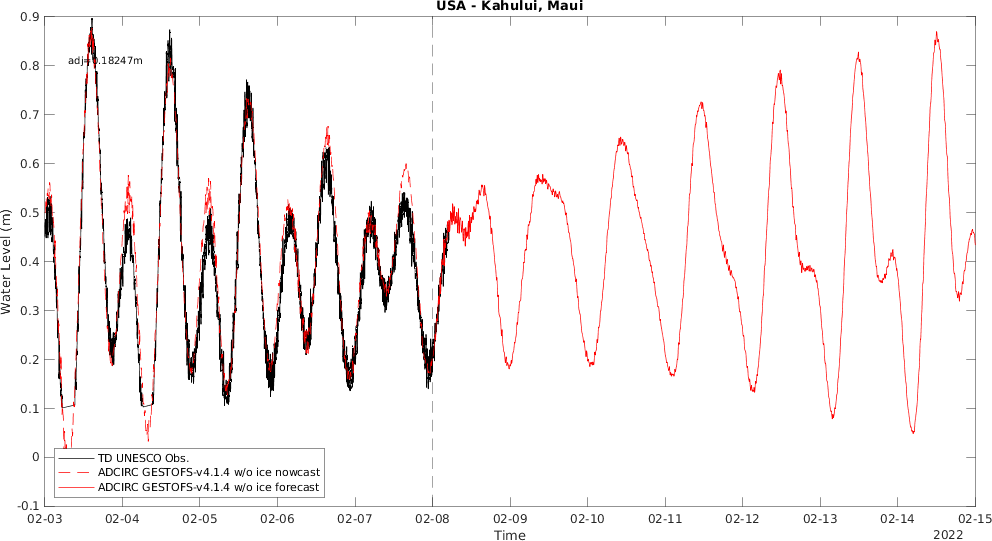 USA - Kahului, Maui
0.9
0.8
0.7
0.6
0.5
0.4
0.3
0.2
0.1
0
-0.1
Water Level (m)
adj=0.18247m
TD UNESCO Obs.
ADCIRC GESTOFS-v4.1.4 w/o ice nowcast
ADCIRC GESTOFS-v4.1.4 w/o ice forecast
02-03 02-04 02-05 02-06 02-07 02-08 02-09 02-10 02-11 02-12 02-13 02-14 02-15
Time
2022